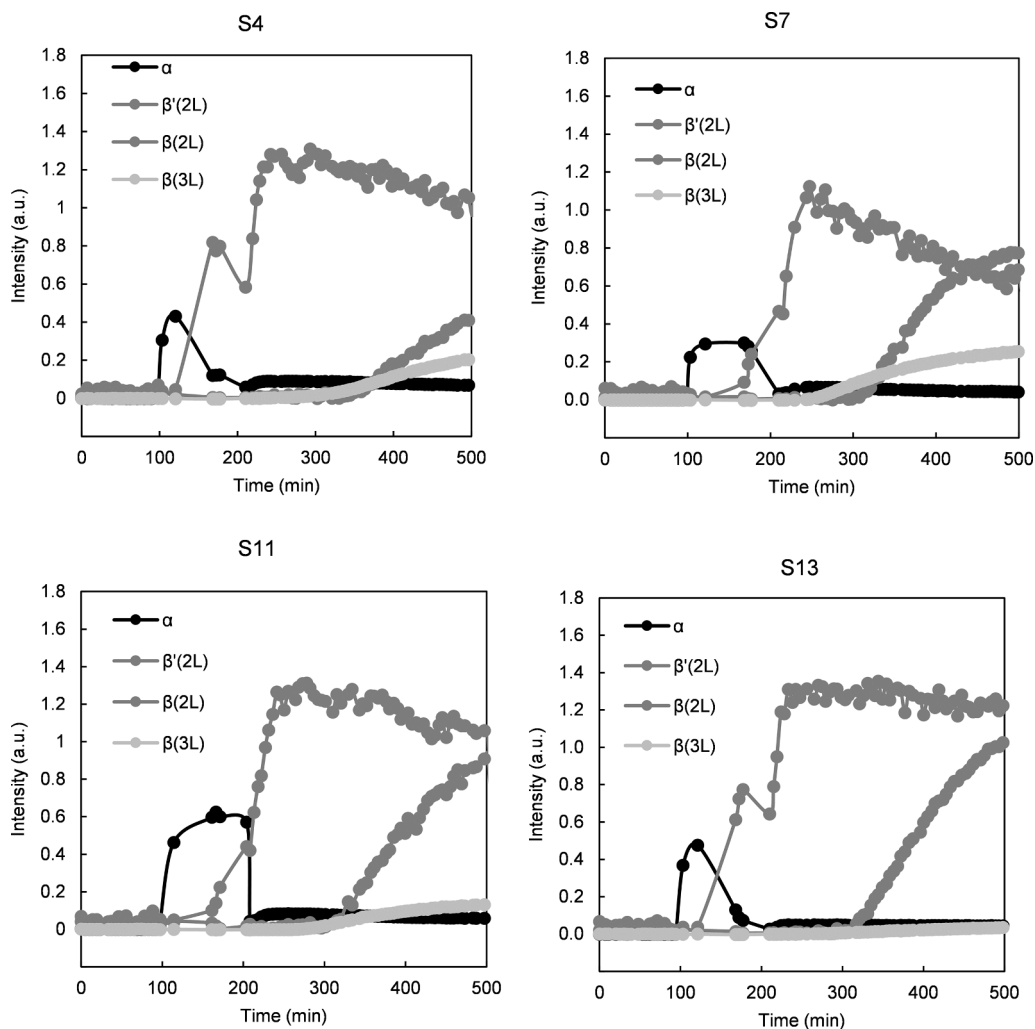 S4
1.8
1.6
1.4
1.2
1
0.8
0.6
0.4
0.2
0
Intensity (a.u.)
α
β'(2L)
β(2L)
β(3L)
0 100 200 300 400 500
Time (min)
S7
1.8
1.6
1.4
1.2
1.0
0.8
0.6
0.4
0.2
0.0
Intensity (a.u.)
α
β'(2L)
β(2L)
β(3L)
0 100 200 300 400 500
Time (min)
S11
1.8
1.6
1.4
1.2
1
0.8
0.6
0.4
0.2
0
Intensity (a.u.)
α
β'(2L)
β(2L)
β(3L)
0 100 200 300 400 500
Time (min)
S13
1.8
1.6
1.4
1.2
1.0
0.8
0.6
0.4
0.2
0.0
Intensity (a.u.)
α
β'(2L)
β(2L)
β(3L)
0 100 200 300 400 500
Time (min)